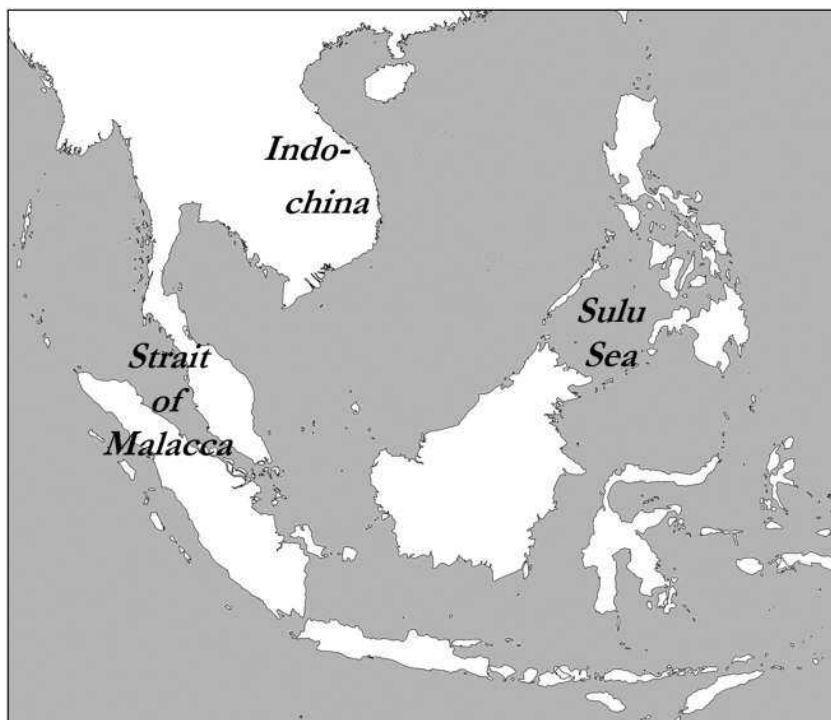 Indo-
china
Sulu
Sea
Strait
of
Malacca